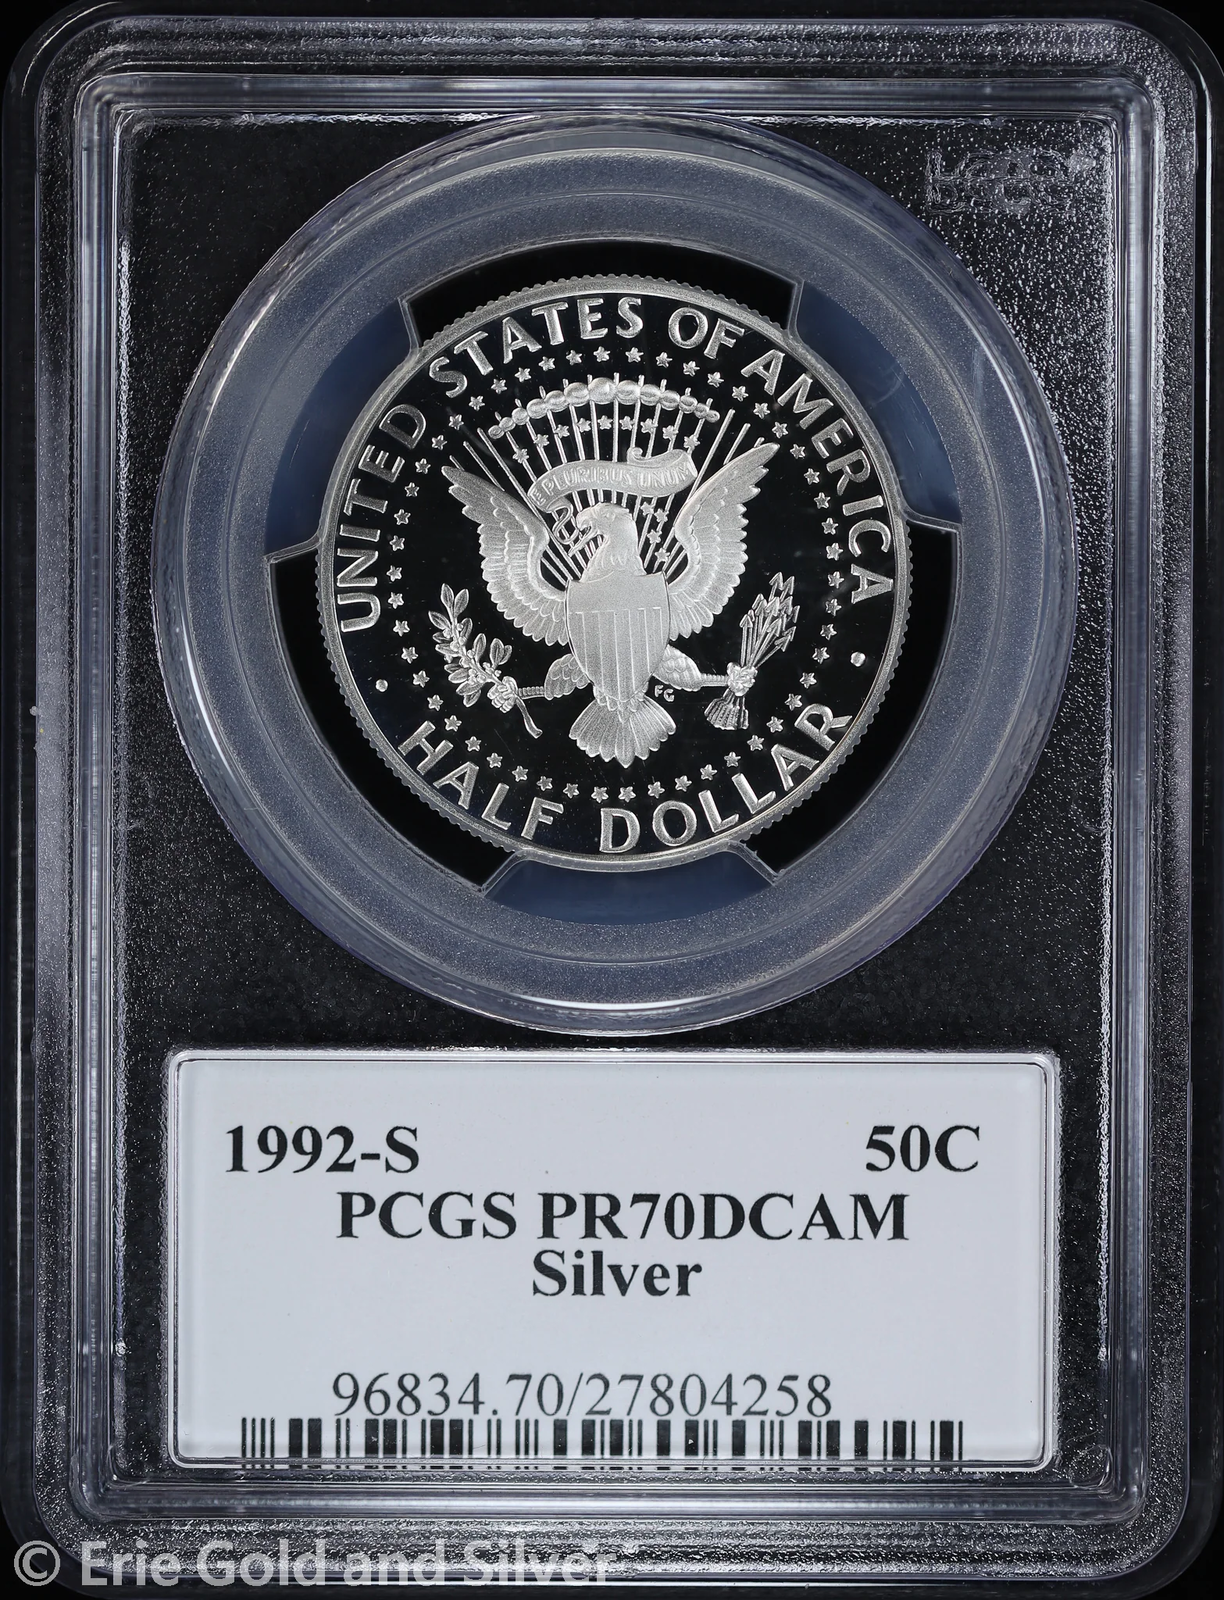 UNITED STATES OF AMERICA
E PLURIBUS UNUM
FG
HALF DOLLAR
1992-S 50C
PCGS PR70DCAM
Silver
96834.70/27804258
© Erie Gold and Silver